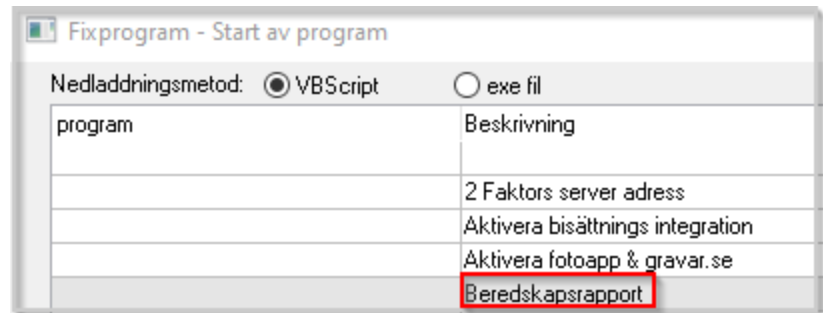 Fixprogram - Start av program
Nedladdningsmetod: VBScript exe fil
program Beskrivning
2 Faktors server adress
Aktivera bisättnings integration
Aktivera fotoapp & gravar.se
Beredskapsrapport